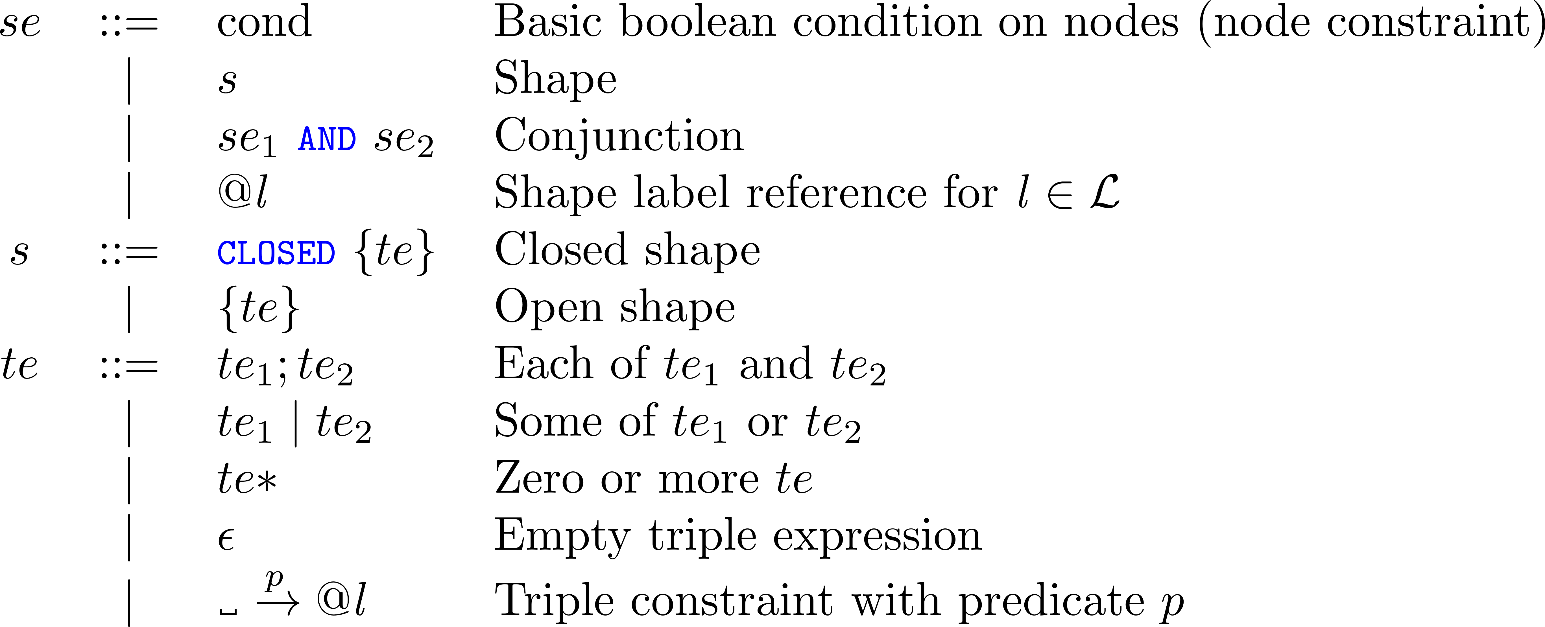 se ::= cond Basic boolean condition on nodes (node constraint)
| s Shape
| se₁ AND se₂ Conjunction
| @l Shape label reference for l ∈ ℒ
s ::= CLOSED {te} Closed shape
| {te} Open shape
te ::= te₁; te₂ Each of te₁ and te₂
| te₁ | te₂ Some of te₁ or te₂
| te∗ Zero or more te
| ϵ Empty triple expression
| ␣ →ᵖ @l Triple constraint with predicate p